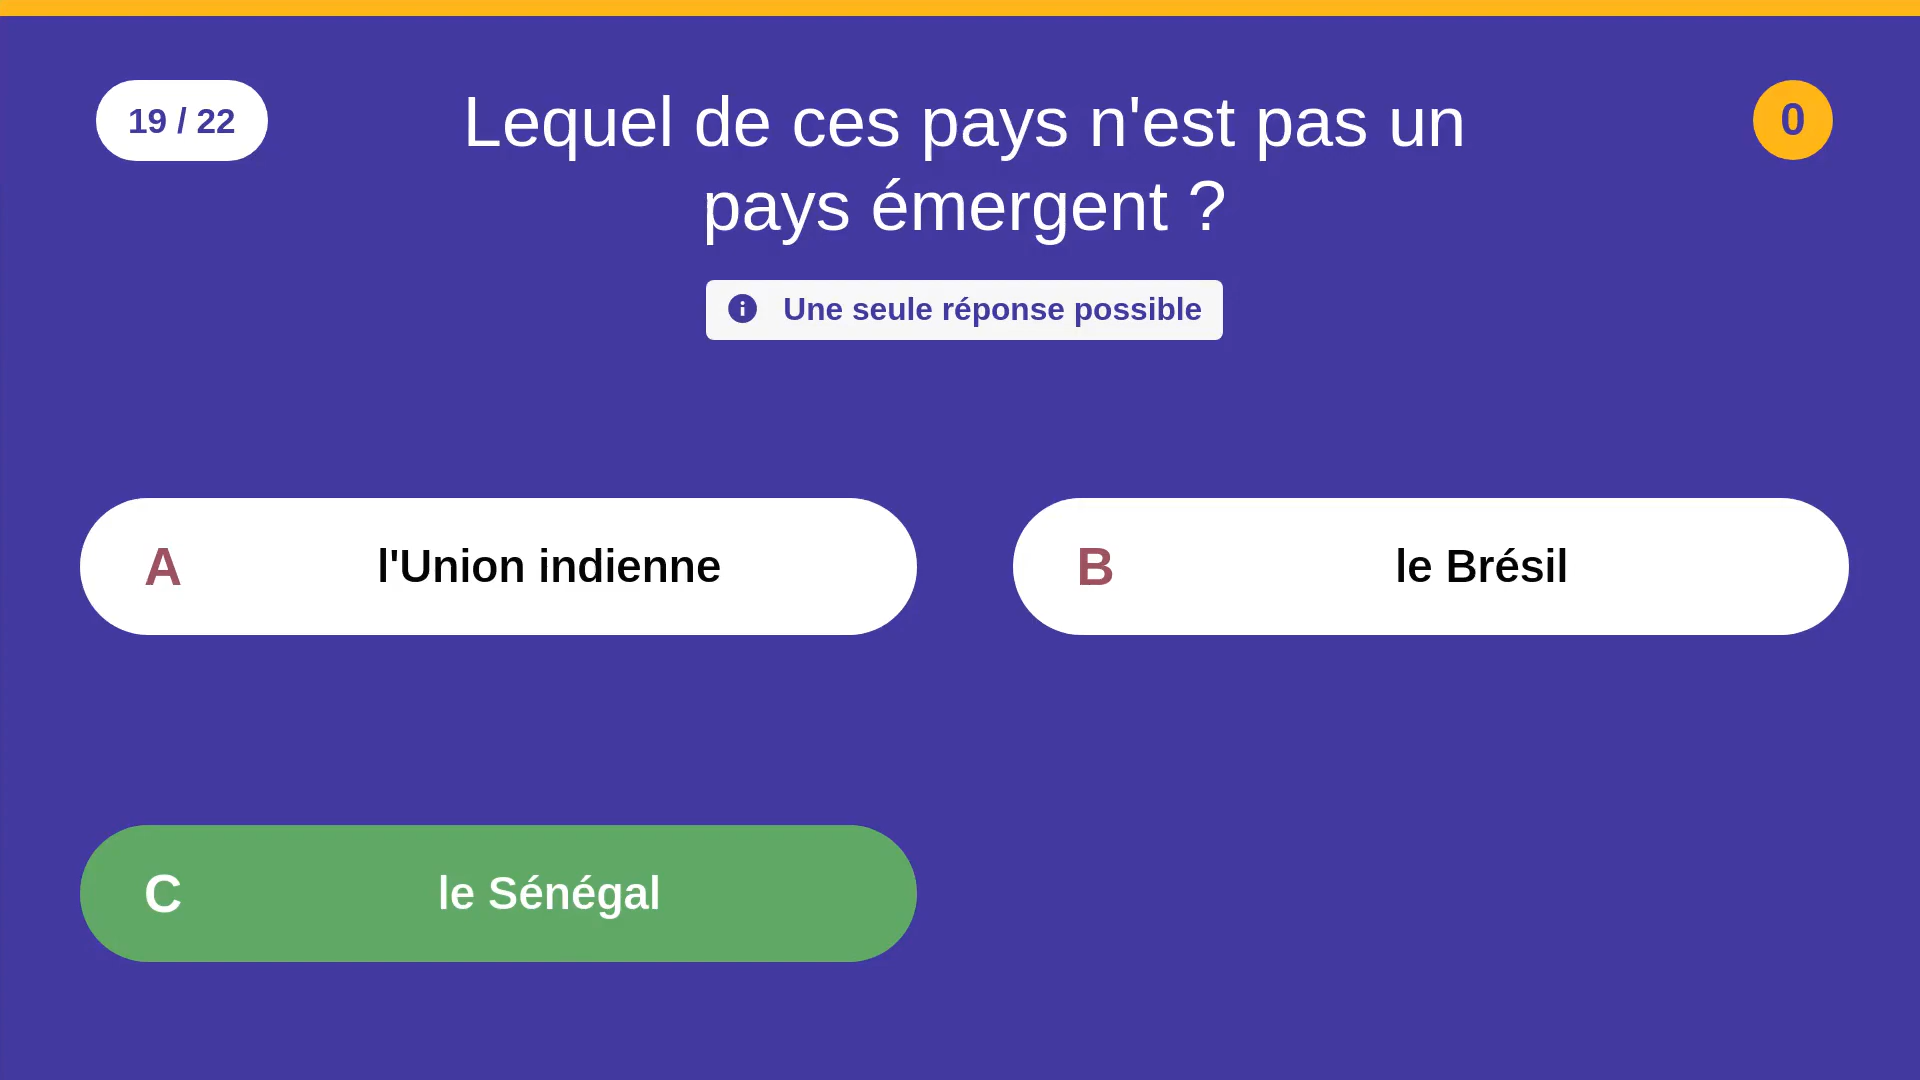 19 / 22
Lequel de ces pays n'est pas un
pays émergent ?
0
Une seule réponse possible
A l'Union indienne
B le Brésil
C le Sénégal